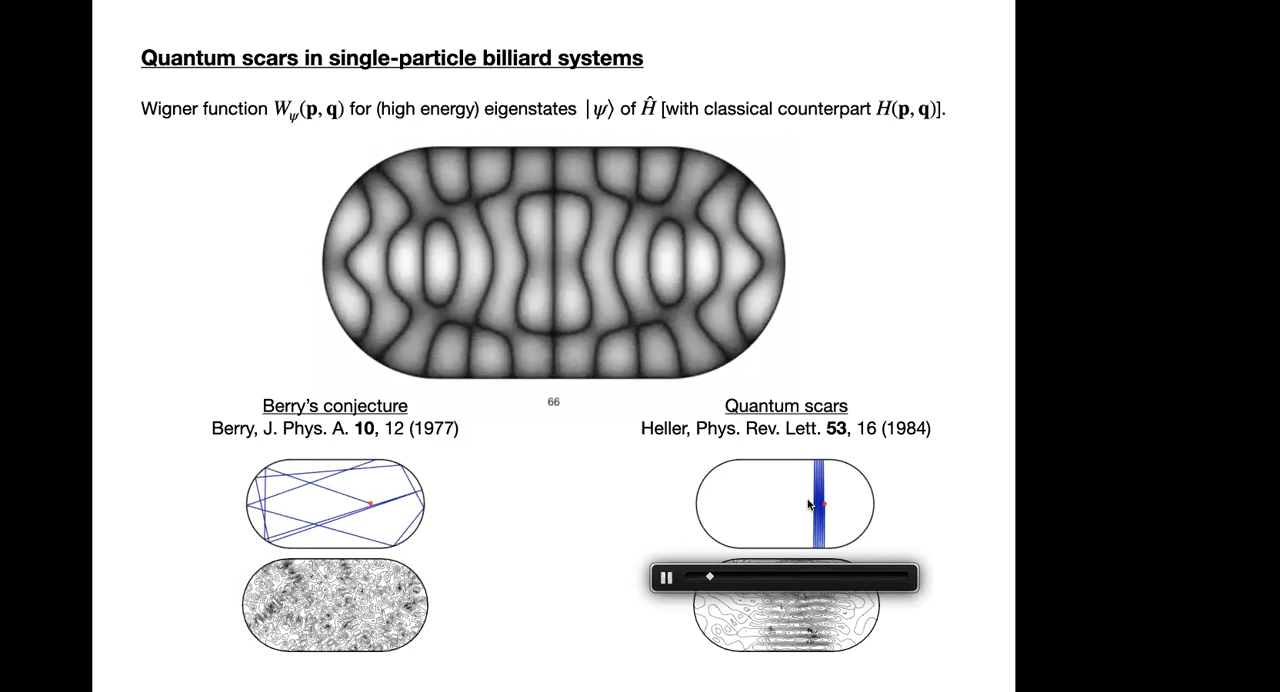 Quantum scars in single-particle billiard systems
Wigner function W_ψ(p, q) for (high energy) eigenstates |ψ⟩ of Ĥ [with classical counterpart H(p, q)].
66
Berry's conjecture
Berry, J. Phys. A. 10, 12 (1977)
Quantum scars
Heller, Phys. Rev. Lett. 53, 16 (1984)